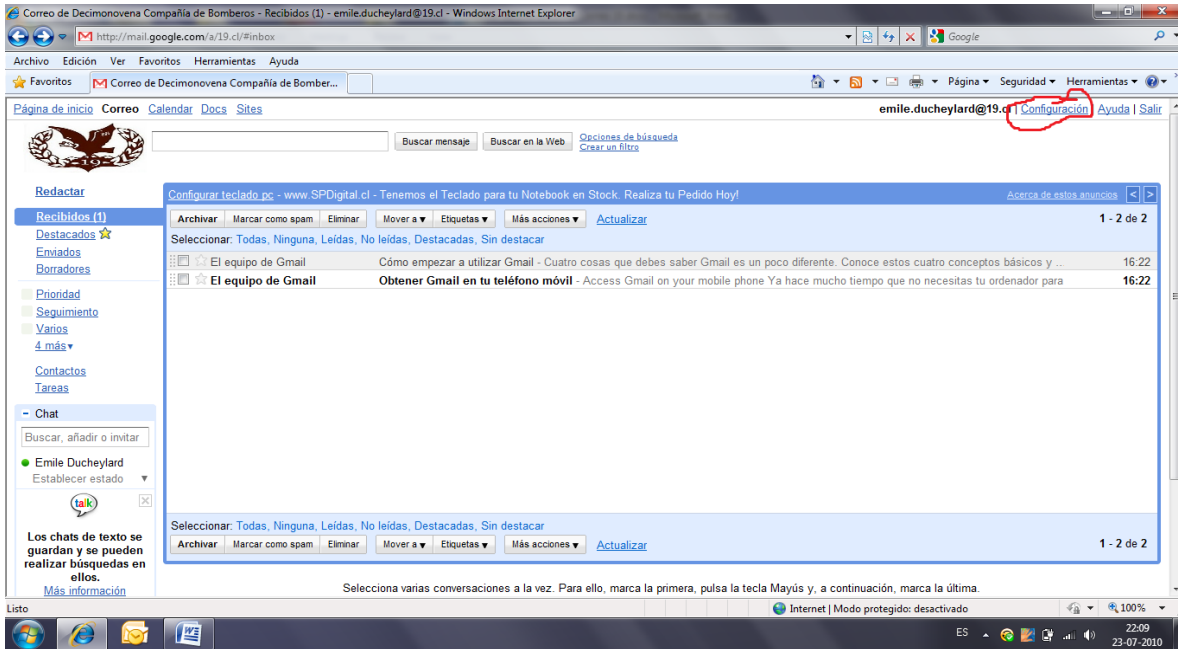 Correo de Decimonovena Compañía de Bomberos - Recibidos (1) - emile.ducheylard@19.cl - Windows Internet Explorer
http://mail.google.com/a/19.cl/#inbox
Google
Archivo Edición Ver Favoritos Herramientas Ayuda
Favoritos Correo de Decimonovena Compañía de Bomber... Página Seguridad Herramientas
Página de inicio Correo Calendar Docs Sites emile.ducheylard@19.cl | Configuración | Ayuda | Salir
Buscar mensaje Buscar en la Web Opciones de búsqueda
Crear un filtro
Redactar
Configurar teclado pc - www.SPDigital.cl - Tenemos el Teclado para tu Notebook en Stock. Realiza tu Pedido Hoy! Acerca de estos anuncios < >
Recibidos (1)
Archivar Marcar como spam Eliminar Mover a ▼ Etiquetas ▼ Más acciones ▼ Actualizar 1 - 2 de 2
Destacados
Seleccionar: Todas, Ninguna, Leídas, No leídas, Destacadas, Sin destacar
Enviados
El equipo de Gmail Cómo empezar a utilizar Gmail - Cuatro cosas que debes saber Gmail es un poco diferente. Conoce estos cuatro conceptos básicos y ... 16:22
Borradores
El equipo de Gmail Obtener Gmail en tu teléfono móvil - Access Gmail on your mobile phone Ya hace mucho tiempo que no necesitas tu ordenador para 16:22
Prioridad
Seguimiento
Varios
4 más▼
Contactos
Tareas
− Chat
Buscar, añadir o invitar
Emile Ducheylard
Establecer estado ▼
talk
Los chats de texto se
guardan y se pueden
realizar búsquedas en
ellos.
Más información
Seleccionar: Todas, Ninguna, Leídas, No leídas, Destacadas, Sin destacar
Archivar Marcar como spam Eliminar Mover a ▼ Etiquetas ▼ Más acciones ▼ Actualizar 1 - 2 de 2
Selecciona varias conversaciones a la vez. Para ello, marca la primera, pulsa la tecla Mayús y, a continuación, marca la última.
Listo Internet | Modo protegido: desactivado 100%
ES 22:09
23-07-2010